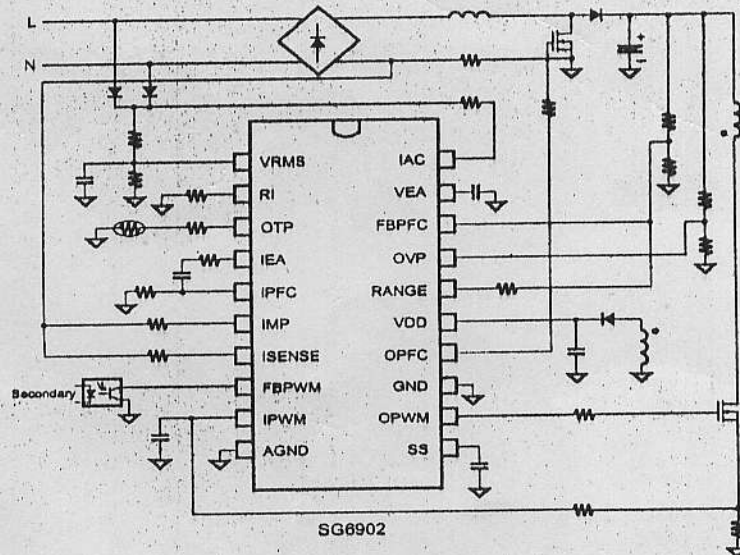 L
N
VRMS IAC
RI VEA
OTP FBPFC
IEA OVP
IPFC RANGE
IMP VDD
ISENSE OPFC
Secondary FBPWM GND
IPWM OPWM
AGND SS
SG6902